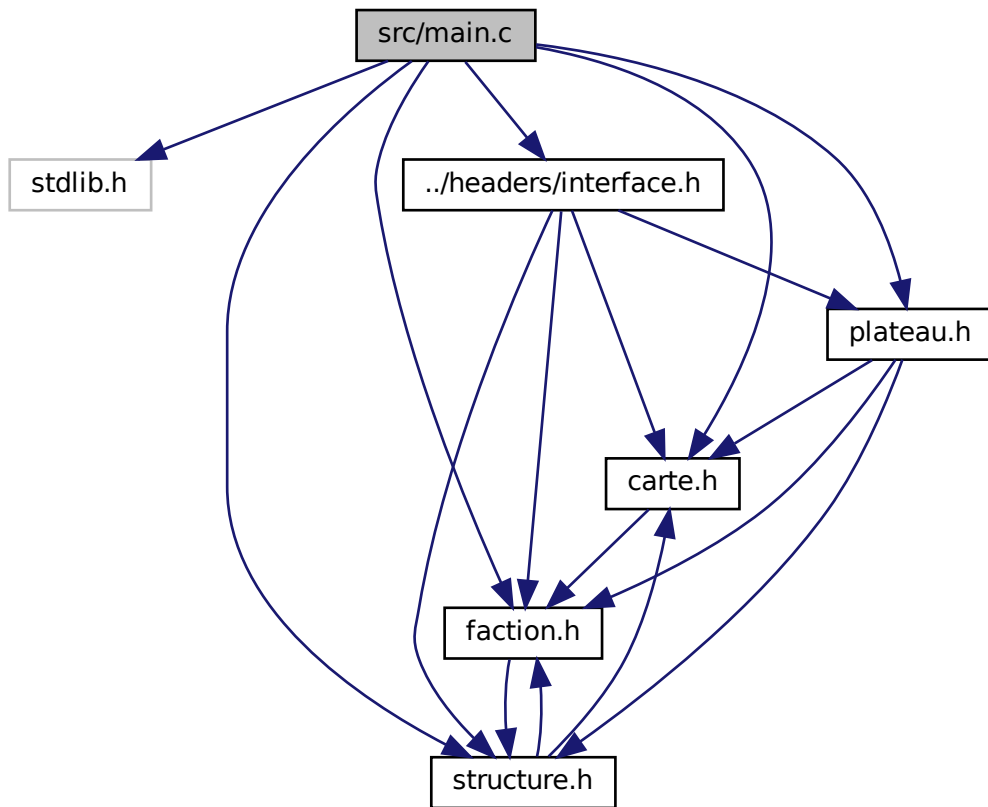 src/main.c
stdlib.h
../headers/interface.h
plateau.h
carte.h
faction.h
structure.h